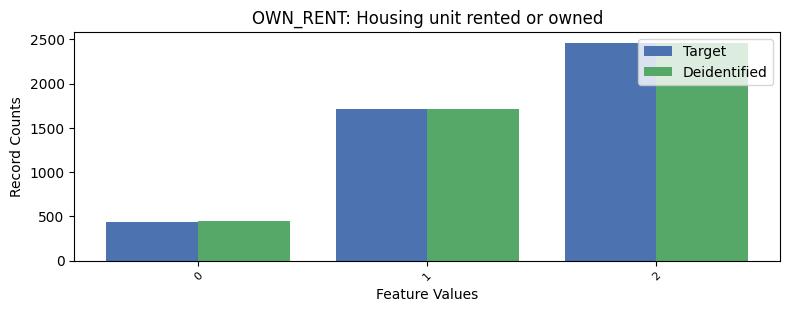 OWN_RENT: Housing unit rented or owned
2500
2000
1500
1000
500
0
Record Counts
Target
Deidentified
0
1
2
Feature Values